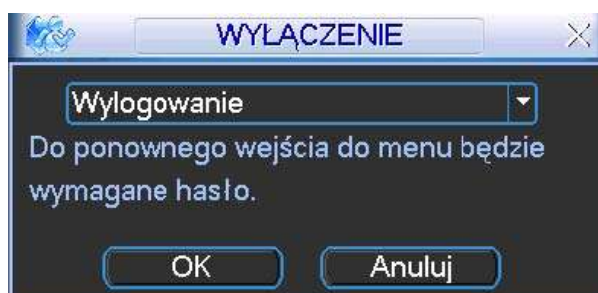 WYŁĄCZENIE
Wylogowanie
Do ponownego wejścia do menu będzie
wymagane hasło.
OK Anuluj